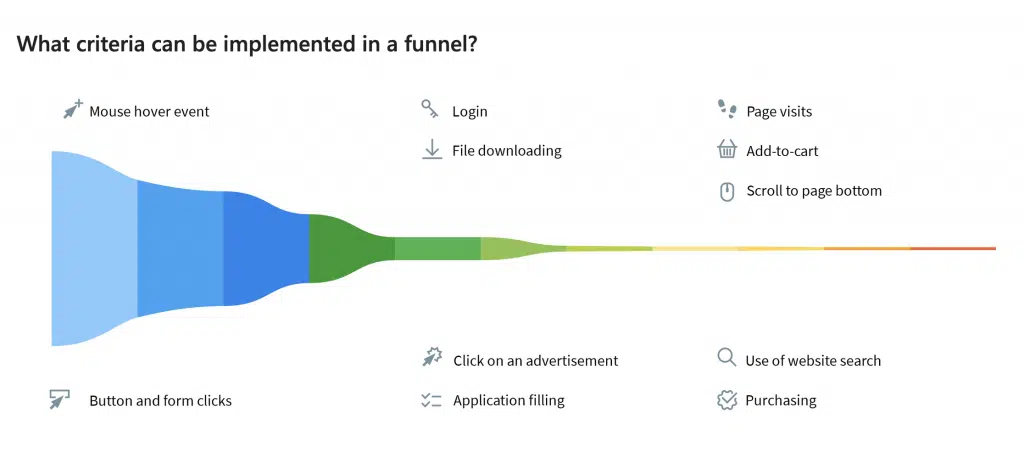 What criteria can be implemented in a funnel?
Mouse hover event
Login
Page visits
File downloading
Add-to-cart
Scroll to page bottom
Click on an advertisement
Use of website search
Button and form clicks
Application filling
Purchasing